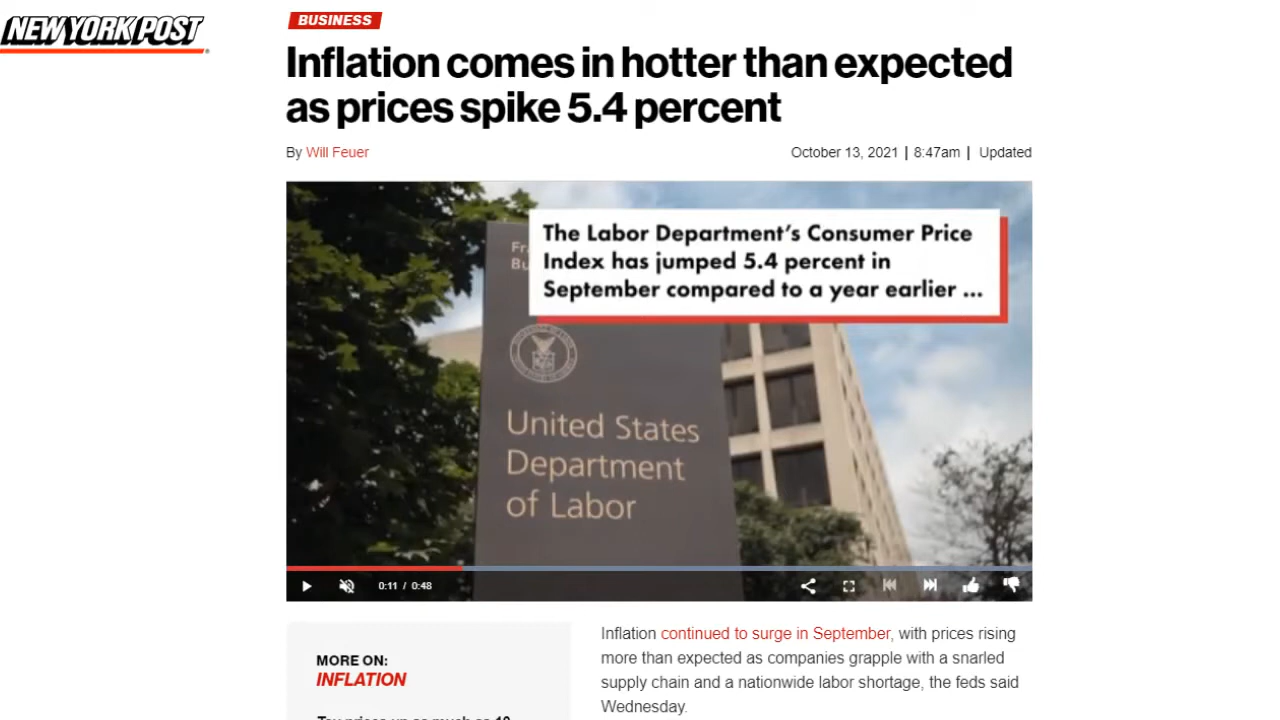 NEW YORK POST
BUSINESS
Inflation comes in hotter than expected
as prices spike 5.4 percent
By Will Feuer
October 13, 2021 | 8:47am | Updated
The Labor Department's Consumer Price
Index has jumped 5.4 percent in
September compared to a year earlier ...
United States
Department
of Labor
0:11 / 0:48
MORE ON:
INFLATION
Inflation continued to surge in September, with prices rising
more than expected as companies grapple with a snarled
supply chain and a nationwide labor shortage, the feds said
Wednesday.